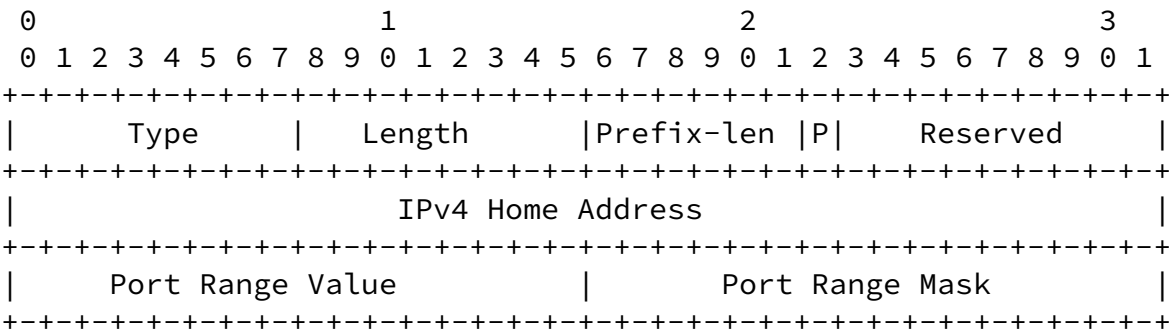 0                   1                   2                   3
 0 1 2 3 4 5 6 7 8 9 0 1 2 3 4 5 6 7 8 9 0 1 2 3 4 5 6 7 8 9 0 1
+-+-+-+-+-+-+-+-+-+-+-+-+-+-+-+-+-+-+-+-+-+-+-+-+-+-+-+-+-+-+-+-+
|      Type     |   Length      |Prefix-len |P|    Reserved     |
+-+-+-+-+-+-+-+-+-+-+-+-+-+-+-+-+-+-+-+-+-+-+-+-+-+-+-+-+-+-+-+-+
|                     IPv4 Home Address                         |
+-+-+-+-+-+-+-+-+-+-+-+-+-+-+-+-+-+-+-+-+-+-+-+-+-+-+-+-+-+-+-+-+
|     Port Range Value          |       Port Range Mask         |
+-+-+-+-+-+-+-+-+-+-+-+-+-+-+-+-+-+-+-+-+-+-+-+-+-+-+-+-+-+-+-+-+